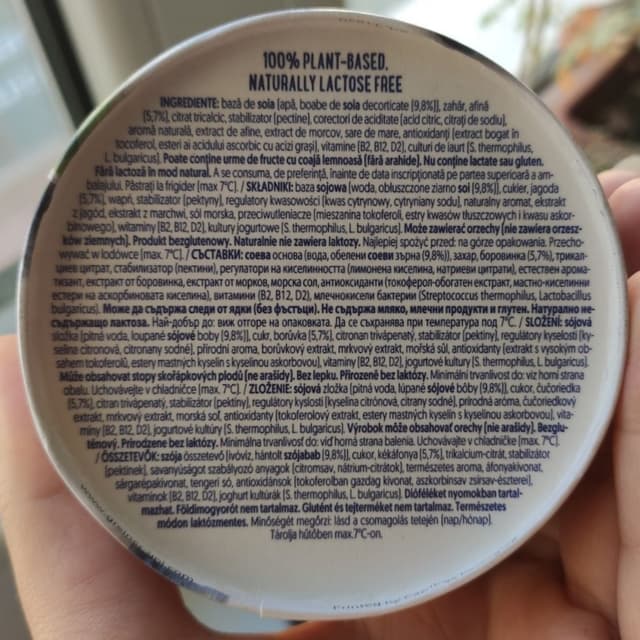 100% PLANT-BASED.
NATURALLY LACTOSE FREE
INGREDIENTE: bază de soia (apă, boabe de soia decorticate (9,8%)), zahăr, afină
(5,7%), citrat tricalcic, stabilizator (pectine), corectori de aciditate (acid citric, citrați de sodiu),
aromă naturală, extract de afine, extract de morcov, sare de mare, antioxidanți (extract bogat în
tocoferol, esteri ai acidului ascorbic cu acizi grași), vitamine (B2, B12, D2), culturi de iaurt (S. thermophilus,
L. bulgaricus). Poate conține urme de fructe cu coajă lemnoasă (fără arahide). Nu conține lactate sau gluten.
Fără lactoză în mod natural. A se consuma, de preferință, înainte de data inscripționată pe partea superioară a am-
balajului. Păstrați la frigider (max 7°C). / SKŁADNIKI: baza sojowa (woda, obłuszczone ziarno soi (9,8%)), cukier, jagoda
(5,7%), wapń, stabilizator (pektyny), regulatory kwasowości (kwas cytrynowy, cytryniany sodu), naturalny aromat, ekstrakt
z jagód, ekstrakt z marchwi, sól morska, przeciwutleniacze (mieszanina tokoferoli, estry kwasów tłuszczowych i kwasu askor-
binowego), witaminy (B2, B12, D2), kultury jogurtowe (S. thermophilus, L. bulgaricus). Może zawierać orzechy (nie zawiera orzesz-
ków ziemnych). Produkt bezglutenowy. Naturalnie nie zawiera laktozy. Najlepiej spożyć przed: na górze opakowania. Przecho-
wywać w lodówce (max. 7°C). / СЪСТАВКИ: соева основа (вода, обелени соеви зърна (9,8%)), захар, боровинка (5,7%), трикал-
циев цитрат, стабилизатор (пектини), регулатори на киселинността (лимонена киселина, натриеви цитрати), естествен арома-
тизант, екстракт от боровинка, екстракт от морков, морска сол, антиоксиданти (токоферол-обогатен екстракт, мастно-киселинни
естери на аскорбиновата киселина), витамини (B2, B12, D2), млечнокисели бактерии (Streptococcus thermophilus, Lactobacillus
bulgaricus). Може да съдържа следи от ядки (без фъстъци). Не съдържа мляко, млечни продукти и глутен. Натурално не-
съдържащо лактоза. Най-добър до: виж отгоре на опаковката. Да се съхранява при температура под 7°C. / SLOŽENÍ: sójová
složka (pitná voda, loupané sójové boby (9,8%)), cukr, borůvka (5,7%), citronan trivápenatý, stabilizátor (pektiny), regulátory kyselosti (ky-
selina citronová, citronany sodné), přírodní aroma, borůvkový extrakt, mrkvový extrakt, mořská sůl, antioxidanty (extrakt s vysokým ob-
sahem tokoferolů, estery mastných kyselin s kyselinou askorbovou), vitaminy (B2, B12, D2), jogurtové kultury (S. thermophilus, L. bulgaricus).
Může obsahovat stopy skořápkových plodů (ne arašídy). Bez lepku. Přirozeně bez laktózy. Minimální trvanlivost do: viz horní strana
obalu. Uchovávejte v chladničce (max. 7°C). / ZLOŽENIE: sójová zložka (pitná voda, lúpané sójové bóby (9,8%)), cukor, čučoriedka
(5,7%), citran trivápenatý, stabilizátor (pektíny), regulátory kyslosti (kyselina citrónová, citrany sodné), prírodná aróma, čučoriedkový
extrakt, mrkvový extrakt, morská soľ, antioxidanty (tokoferolový extrakt, estery mastných kyselín s kyselinou askorbovou), vita-
míny (B2, B12, D2), jogurtové kultúry (S. thermophilus, L. bulgaricus). Výrobok môže obsahovať orechy (nie arašidy). Bezglu-
ténový. Prirodzene bez laktózy. Minimálna trvanlivosť do: viď horná strana balenia. Uchovávajte v chladničke (max. 7°C).
/ ÖSSZETEVŐK: szója összetevő (ivóvíz, hántolt szójabab (9,8%)), cukor, kékáfonya (5,7%), trikalcium-citrát, stabilizátor
(pektinek), savanyúságot szabályozó anyagok (citromsav, nátrium-citrátok), természetes aroma, áfonyakivonat,
sárgarépakivonat, tengeri só, antioxidánsok (tokoferolban gazdag kivonat, aszkorbinsav zsírsav-észterei),
vitaminok (B2, B12, D2), joghurt kultúrák (S. thermophilus, L. bulgaricus). Dióféléket nyomokban tartal-
mazhat. Földimogyorót nem tartalmaz. Glutént és tejterméket nem tartalmaz. Természetes
módon laktózmentes. Minőségét megőrzi: lásd a csomagolás tetején (nap/hónap).
Tárolja hűtőben max.7°C-on.